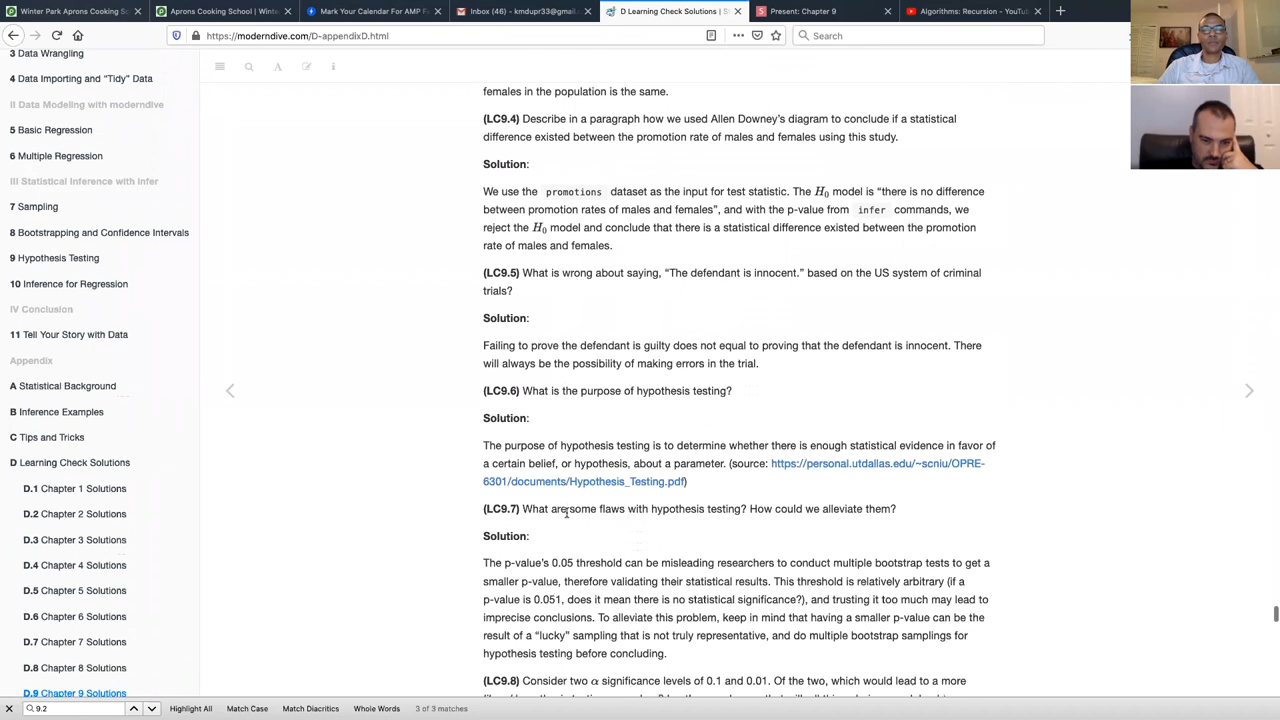 Winter Park Aprons Cooking Sc
Aprons Cooking School | Winte
Mark Your Calendar For AMP F
Inbox (46) - kmdupr33@gmail.
D Learning Check Solutions | St
Present: Chapter 9
Algorithms: Recursion - YouTu
https://moderndive.com/D-appendixD.html
Search
3 Data Wrangling
4 Data Importing and “Tidy” Data
II Data Modeling with moderndive
5 Basic Regression
6 Multiple Regression
III Statistical Inference with infer
7 Sampling
8 Bootstrapping and Confidence Intervals
9 Hypothesis Testing
10 Inference for Regression
IV Conclusion
11 Tell Your Story with Data
Appendix
A Statistical Background
B Inference Examples
C Tips and Tricks
D Learning Check Solutions
D.1 Chapter 1 Solutions
D.2 Chapter 2 Solutions
D.3 Chapter 3 Solutions
D.4 Chapter 4 Solutions
D.5 Chapter 5 Solutions
D.6 Chapter 6 Solutions
D.7 Chapter 7 Solutions
D.8 Chapter 8 Solutions
D.9 Chapter 9 Solutions
females in the population is the same.
(LC9.4) Describe in a paragraph how we used Allen Downey’s diagram to conclude if a statistical
difference existed between the promotion rate of males and females using this study.
Solution:
We use the promotions dataset as the input for test statistic. The H0 model is “there is no difference
between promotion rates of males and females”, and with the p-value from infer commands, we
reject the H0 model and conclude that there is a statistical difference existed between the promotion
rate of males and females.
(LC9.5) What is wrong about saying, “The defendant is innocent.” based on the US system of criminal
trials?
Solution:
Failing to prove the defendant is guilty does not equal to proving that the defendant is innocent. There
will always be the possibility of making errors in the trial.
(LC9.6) What is the purpose of hypothesis testing?
Solution:
The purpose of hypothesis testing is to determine whether there is enough statistical evidence in favor of
a certain belief, or hypothesis, about a parameter. (source: https://personal.utdallas.edu/~scniu/OPRE-
6301/documents/Hypothesis_Testing.pdf)
(LC9.7) What are some flaws with hypothesis testing? How could we alleviate them?
Solution:
The p-value’s 0.05 threshold can be misleading researchers to conduct multiple bootstrap tests to get a
smaller p-value, therefore validating their statistical results. This threshold is relatively arbitrary (if a
p-value is 0.051, does it mean there is no statistical significance?), and trusting it too much may lead to
imprecise conclusions. To alleviate this problem, keep in mind that having a smaller p-value can be the
result of a “lucky” sampling that is not truly representative, and do multiple bootstrap samplings for
hypothesis testing before concluding.
(LC9.8) Consider two α significance levels of 0.1 and 0.01. Of the two, which would lead to a more
9.2
Highlight All
Match Case
Match Diacritics
Whole Words
3 of 3 matches